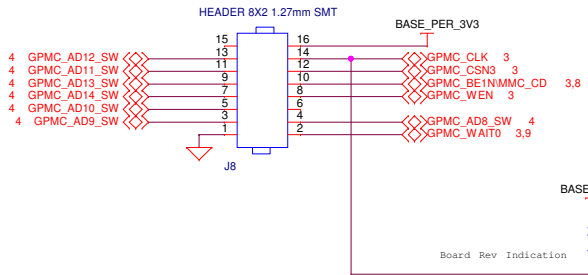 HEADER 8X2 1.27mm SMT
BASE_PER_3V3
15 16
4 GPMC_AD12_SW 13 14 GPMC_CLK 3
4 GPMC_AD11_SW 11 12 GPMC_CSN3 3
4 GPMC_AD13_SW 9 10 GPMC_BE1N\MMC_CD 3,8
4 GPMC_AD14_SW 7 8 GPMC_WEN 3
4 GPMC_AD10_SW 5 6
4 GPMC_AD9_SW 3 4 GPMC_AD8_SW 4
1 2 GPMC_WAIT0 3,9
J8
BASE
Board Rev Indication